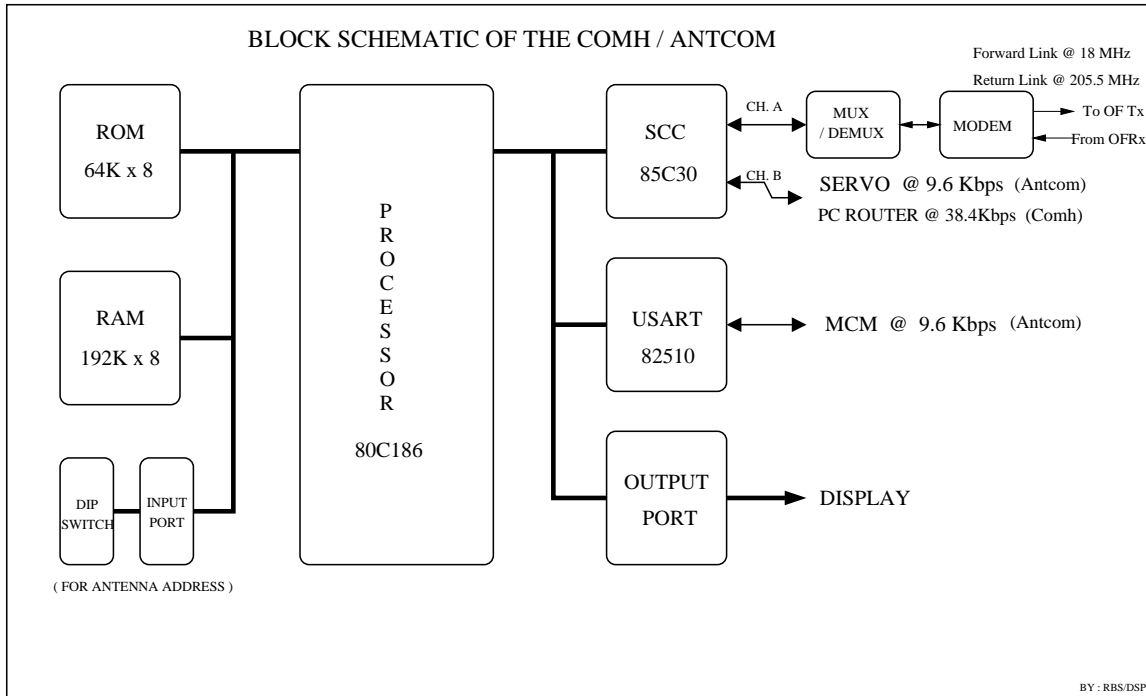 BLOCK SCHEMATIC OF THE COMH / ANTCOM
Forward Link @ 18 MHz
Return Link @ 205.5 MHz
ROM
64K x 8
RAM
192K x 8
DIP
SWITCH
INPUT
PORT
( FOR ANTENNA ADDRESS )
PROCESSOR
80C186
SCC
85C30
CH. A
CH. B
MUX
/ DEMUX
MODEM
To OF Tx
From OFRx
SERVO @ 9.6 Kbps (Antcom)
PC ROUTER @ 38.4Kbps (Comh)
USART
82510
MCM @ 9.6 Kbps (Antcom)
OUTPUT
PORT
DISPLAY
BY : RBS/DSP